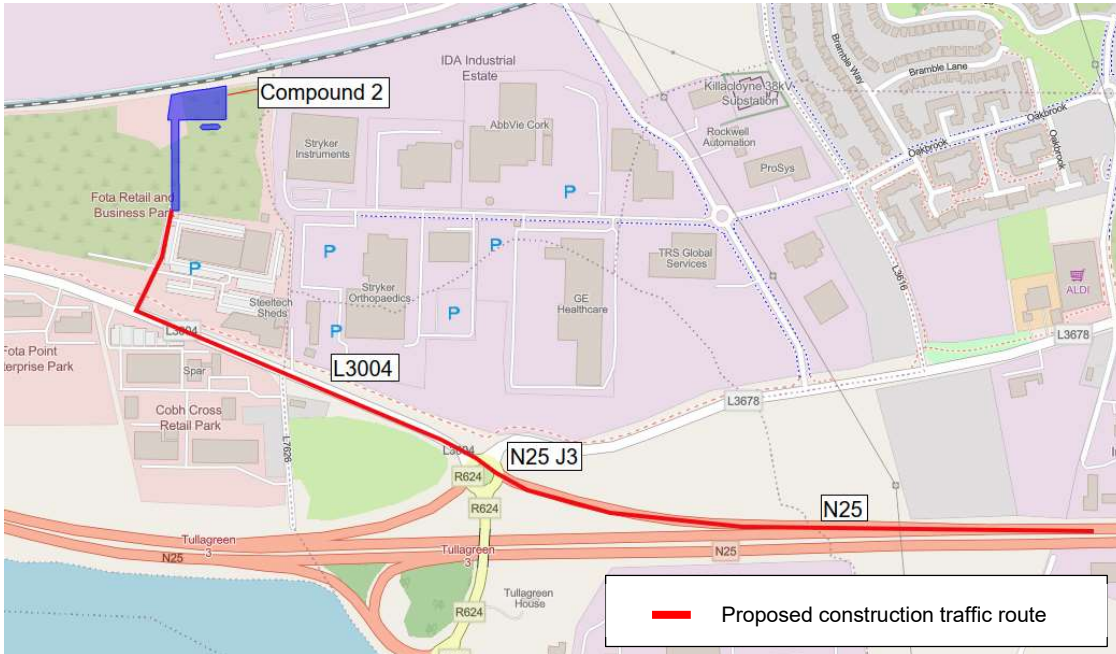 IDA Industrial
Estate
Compound 2
Killacloyne 38kV
Substation
Bramble Way
Bramble Lane
Oakbrook
Oakbrook
Oakbrook
AbbVie Cork
Rockwell
Automation
Stryker
Instruments
ProSys
P
Fota Retail and
Business Park
P
P
TRS Global
Services
P
L3616
Stryker
Orthopaedics
ALDI
Steeltech
Sheds
GE
Healthcare
P
P
L3004
L3678
Fota Point
terprise Park
Spar
L3004
Cobh Cross
Retail Park
L3678
L7626
L3004
N25 J3
R624
R624
N25
Tullagreen
3
N25
Tullagreen
3
N25
Tullagreen
House
R624
Proposed construction traffic route